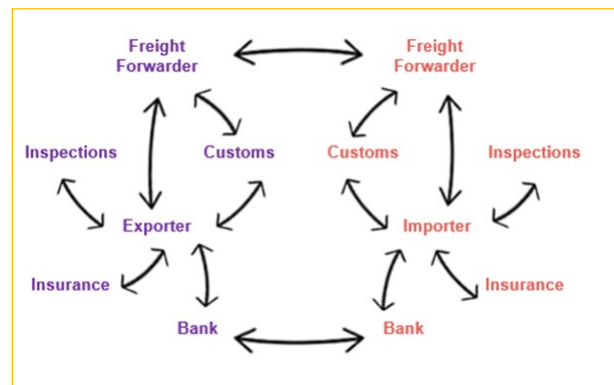 Freight
Forwarder
Freight
Forwarder
Inspections
Customs
Customs
Inspections
Exporter
Importer
Insurance
Insurance
Bank
Bank